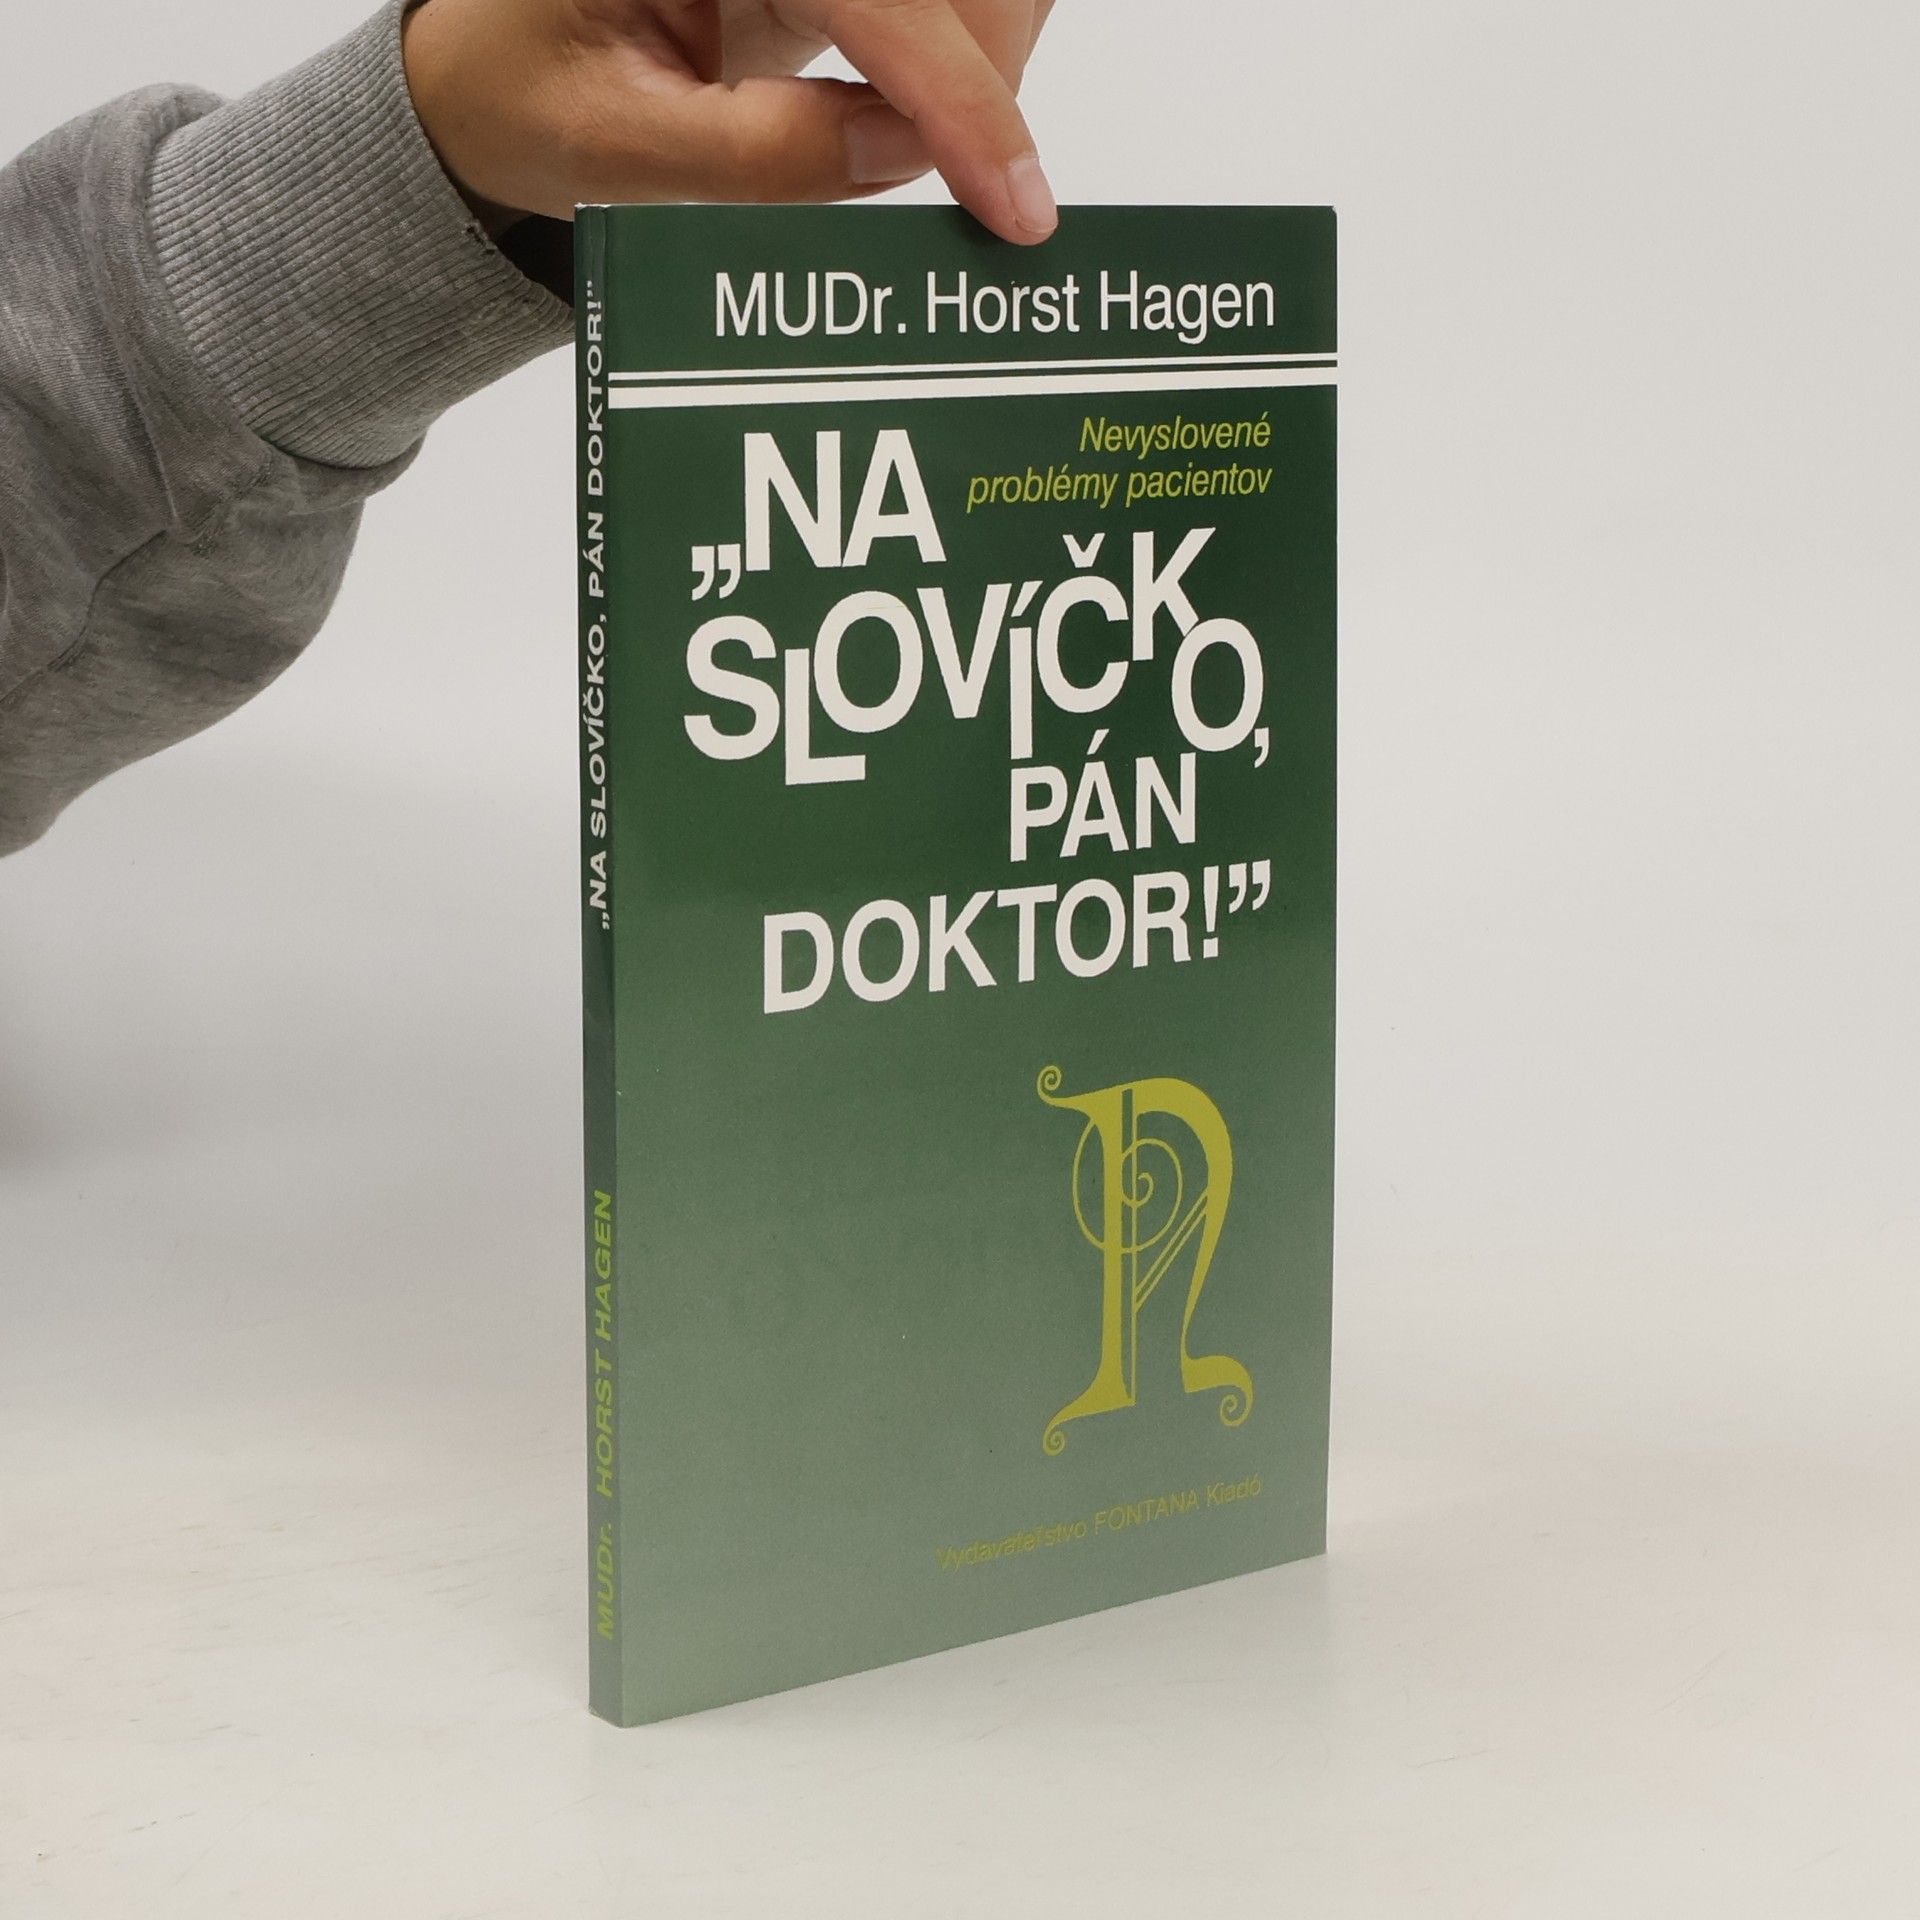 MUDr. Horst Hagen
Nevyslovené
problémy pacientov
„NA
SLOVÍČKO,
PÁN
DOKTOR!”
N
Vydavateľstvo FONTANA Kiadó
„NA SLOVÍČKO, PÁN DOKTOR!”
MUDr. HORST HAGEN